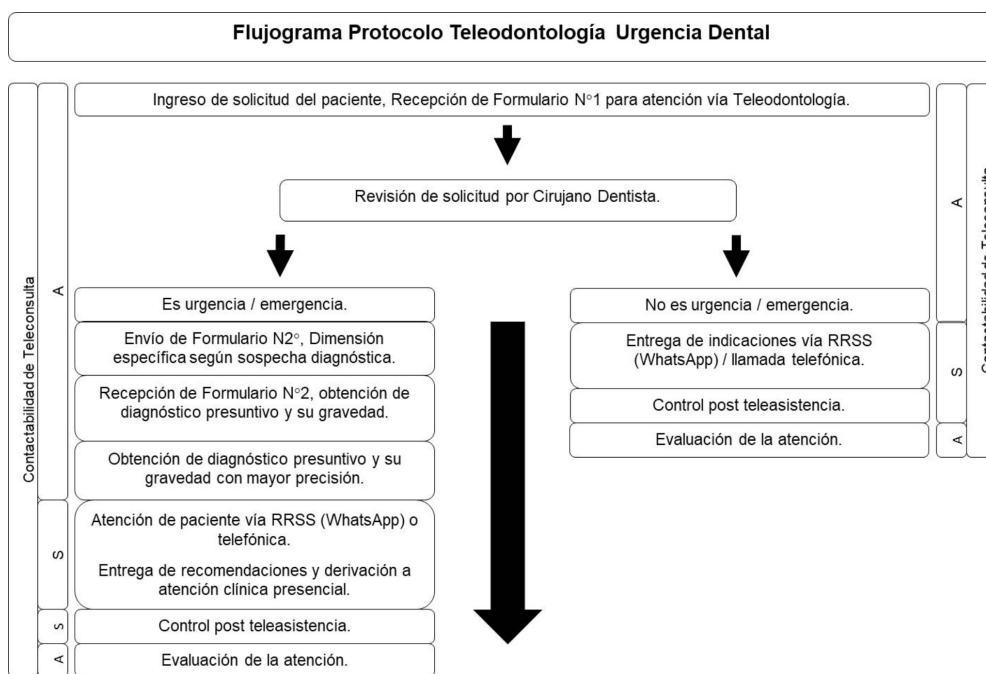 Flujograma Protocolo Teleodontología Urgencia Dental
Ingreso de solicitud del paciente, Recepción de Formulario N°1 para atención vía Teleodontología.
Revisión de solicitud por Cirujano Dentista.
Contactabilidad de Teleconsulta
A
Es urgencia / emergencia.
Envío de Formulario N2°, Dimensión
específica según sospecha diagnóstica.
Recepción de Formulario N°2, obtención de
diagnóstico presuntivo y su gravedad.
Obtención de diagnóstico presuntivo y su
gravedad con mayor precisión.
S
Atención de paciente vía RRSS (WhatsApp) o
telefónica.
Entrega de recomendaciones y derivación a
atención clínica presencial.
s
Control post teleasistencia.
A
Evaluación de la atención.
No es urgencia / emergencia.
Entrega de indicaciones vía RRSS
(WhatsApp) / llamada telefónica.
Control post teleasistencia.
Evaluación de la atención.
A
S
A
Contactabilidad de Teleconsulta